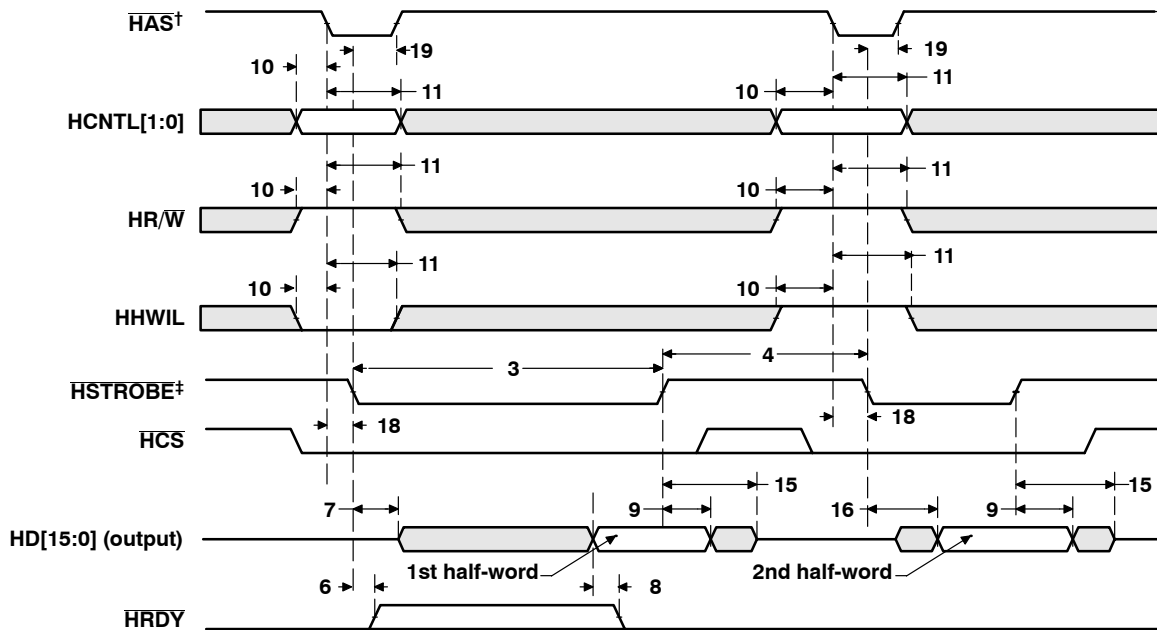 HAS†
19
19
10
11
10
11
HCNTL[1:0]
11
11
10
10
HR/W
11
11
10
10
HHWIL
3
4
HSTROBE‡
18
18
HCS
15
15
7
9
16
9
HD[15:0] (output)
1st half-word
2nd half-word
6
8
HRDY